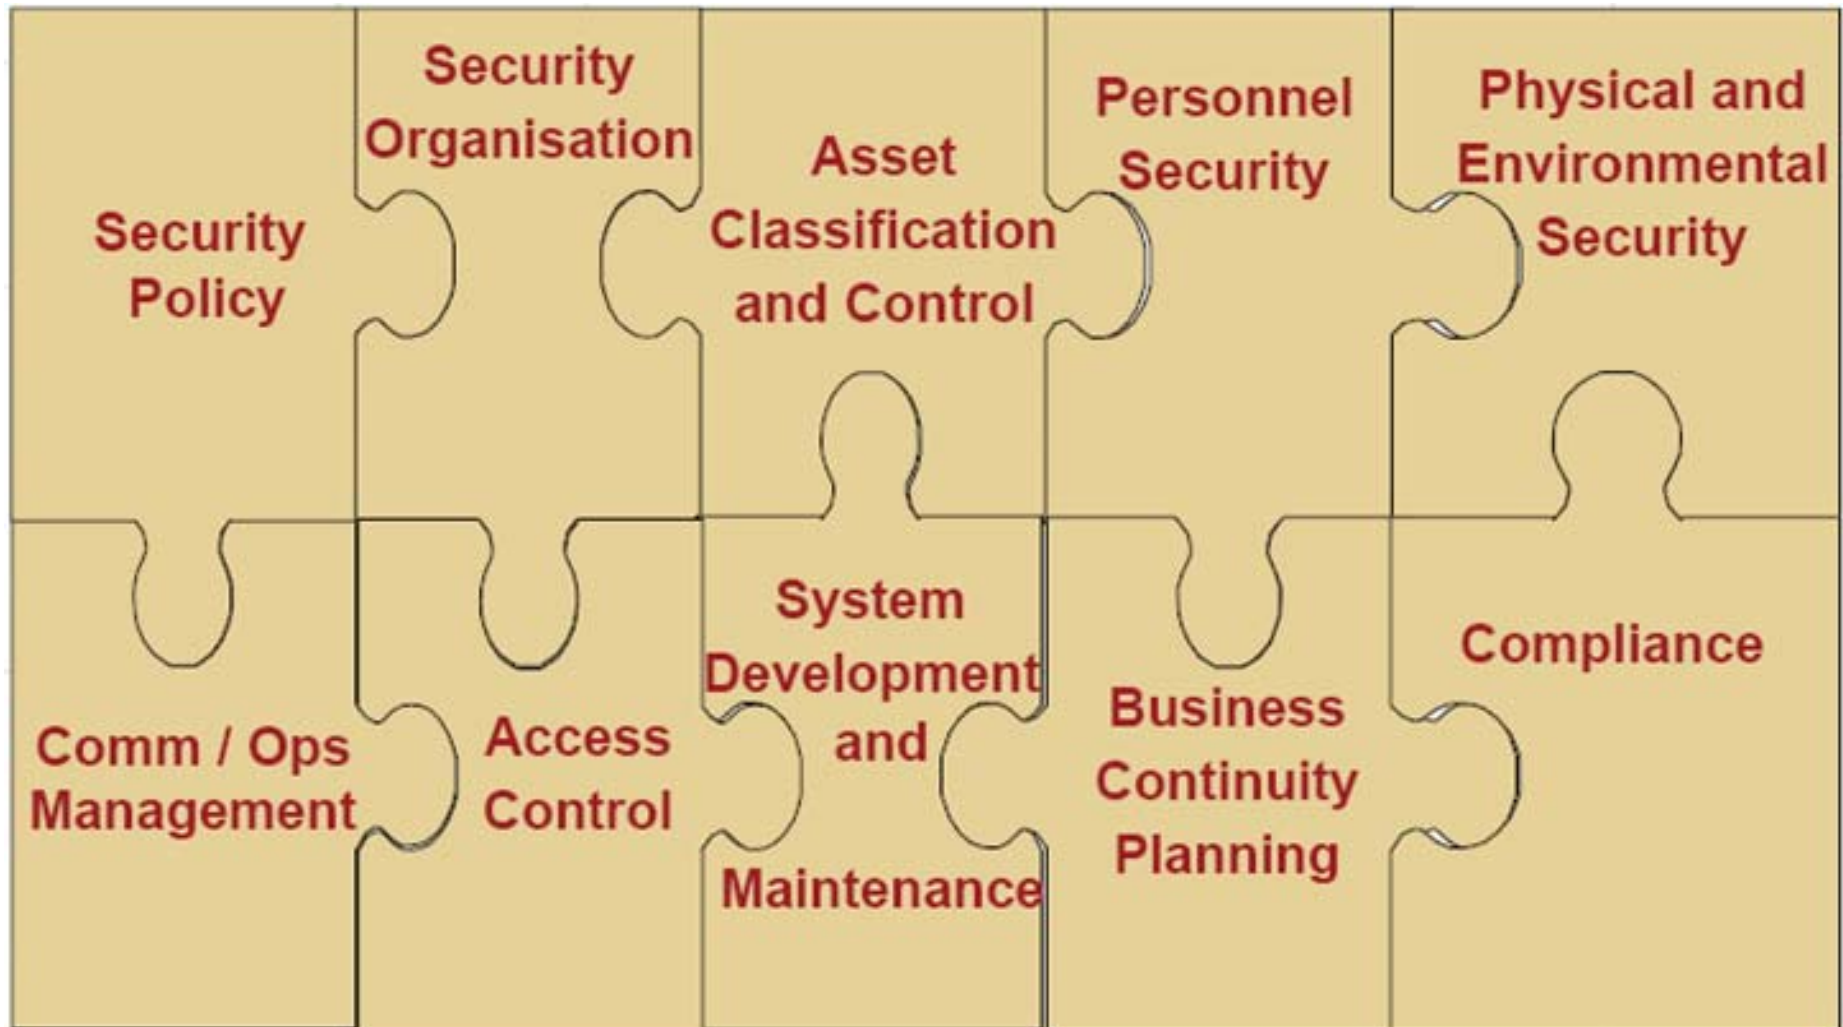 Security
Policy
Security
Organisation
Asset
Classification
and Control
Personnel
Security
Physical and
Environmental
Security
Comm / Ops
Management
Access
Control
System
Development
and
Maintenance
Business
Continuity
Planning
Compliance